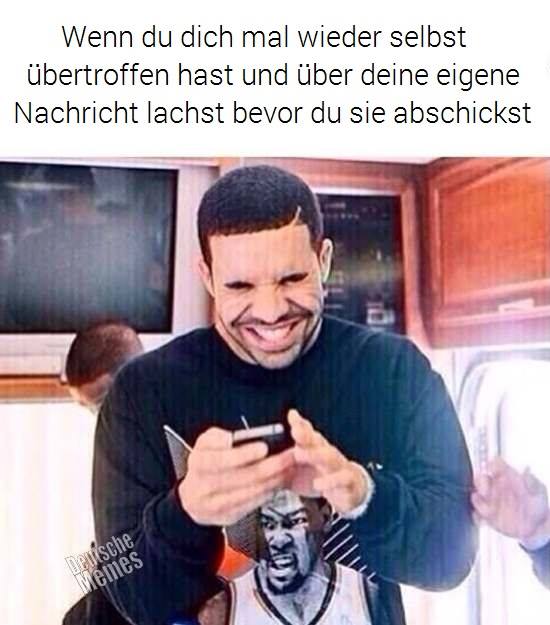 Wenn du dich mal wieder selbst
übertroffen hast und über deine eigene
Nachricht lachst bevor du sie abschickst
Deutsche
Memes